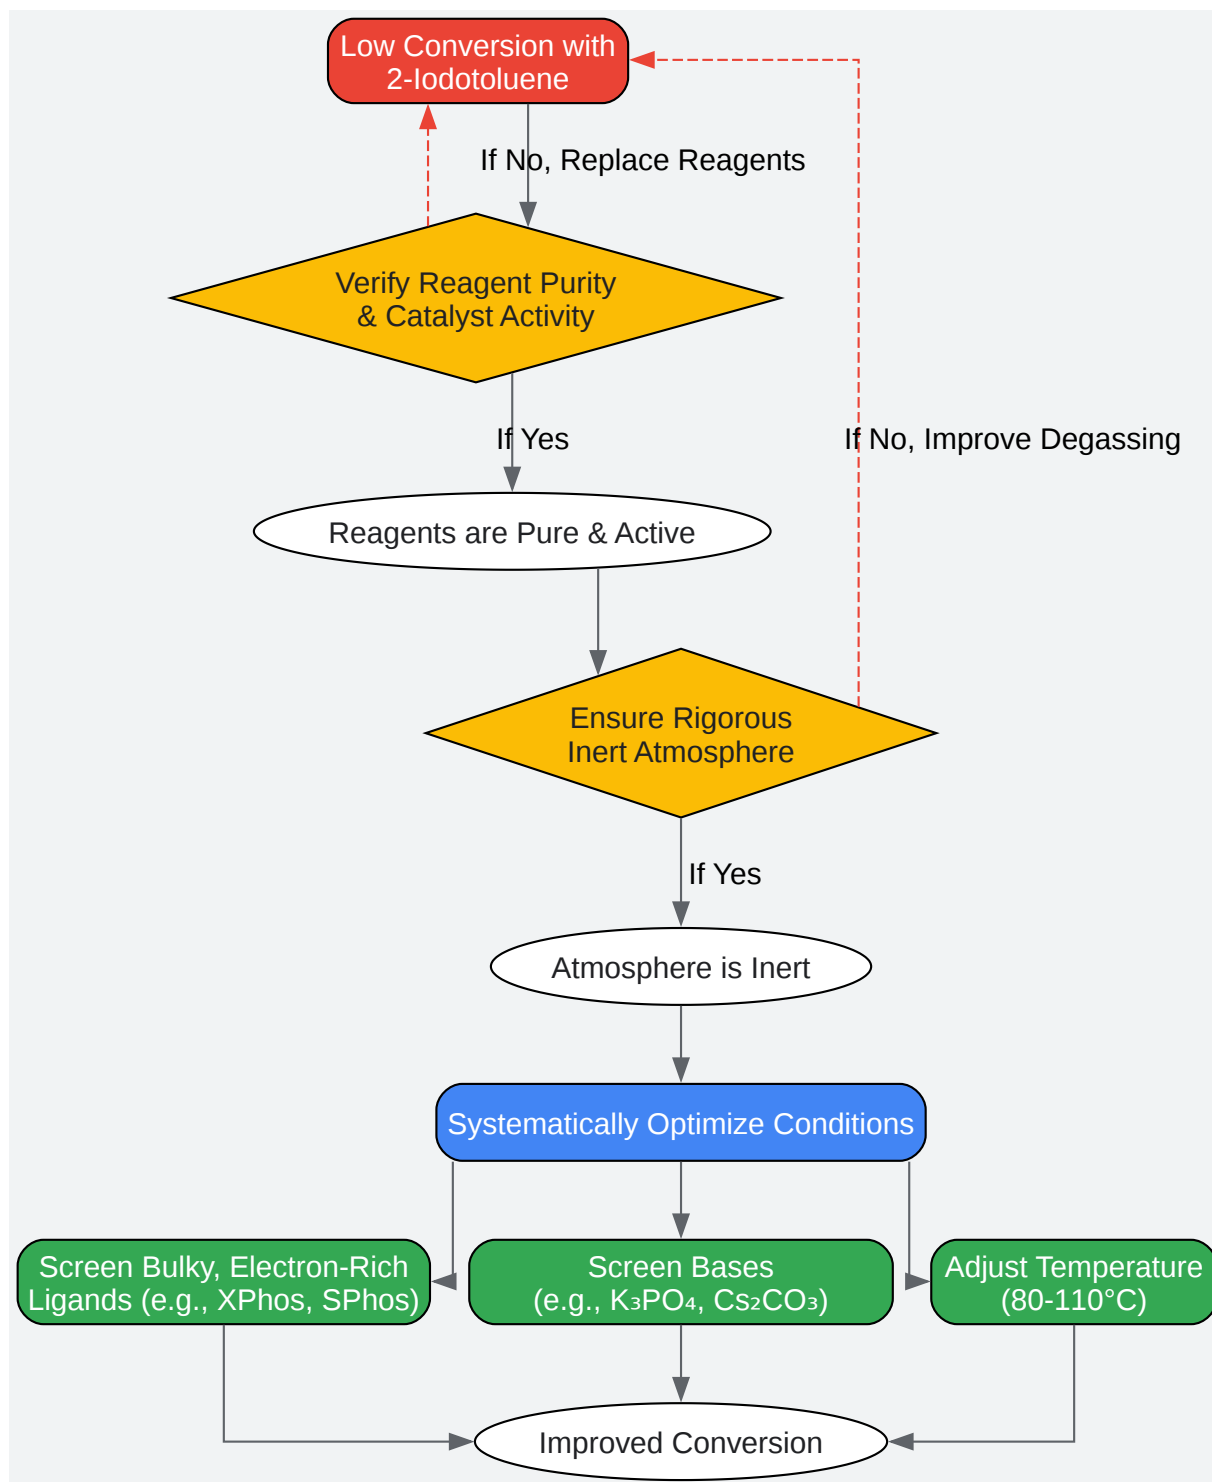 Low Conversion with
2-Iodotoluene
If No, Replace Reagents
Verify Reagent Purity
& Catalyst Activity
If Yes
If No, Improve Degassing
Reagents are Pure & Active
Ensure Rigorous
Inert Atmosphere
If Yes
Atmosphere is Inert
Systematically Optimize Conditions
Screen Bulky, Electron-Rich
Ligands (e.g., XPhos, SPhos)
Screen Bases
(e.g., K₃PO₄, Cs₂CO₃)
Adjust Temperature
(80-110°C)
Improved Conversion